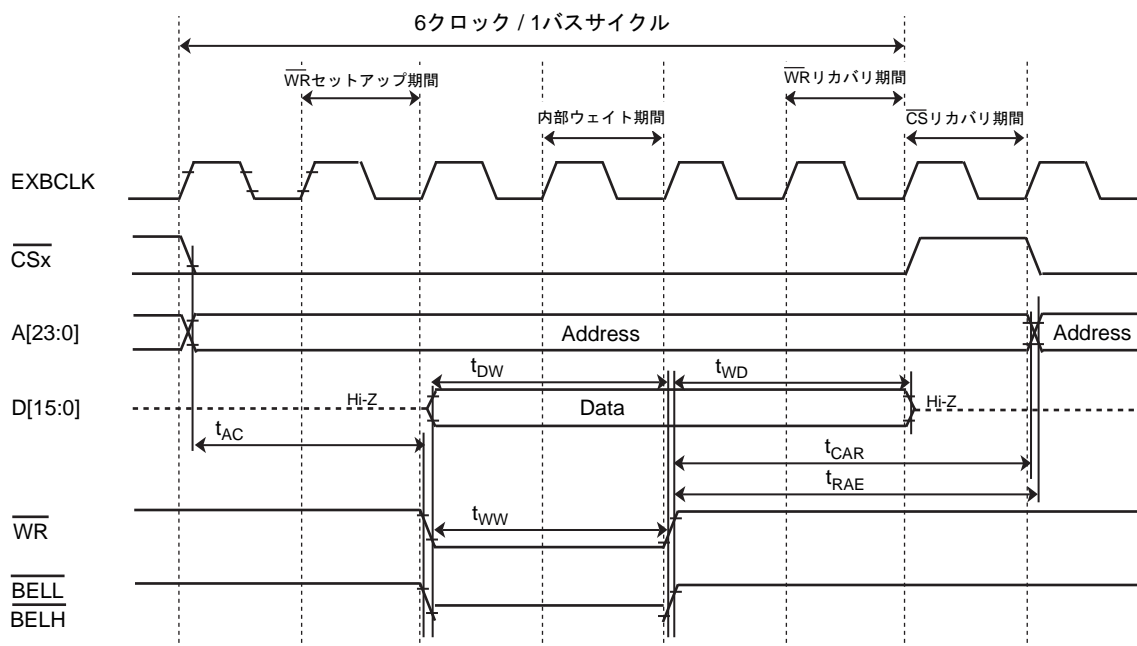 6クロック / 1バスサイクル
WRセットアップ期間
WRリカバリ期間
内部ウェイト期間
CSリカバリ期間
EXBCLK
CSx
A[23:0]
Address
Address
tDW
tWD
D[15:0]
Hi-Z
Data
Hi-Z
tAC
tCAR
tRAE
WR
tWW
BELL
BELH